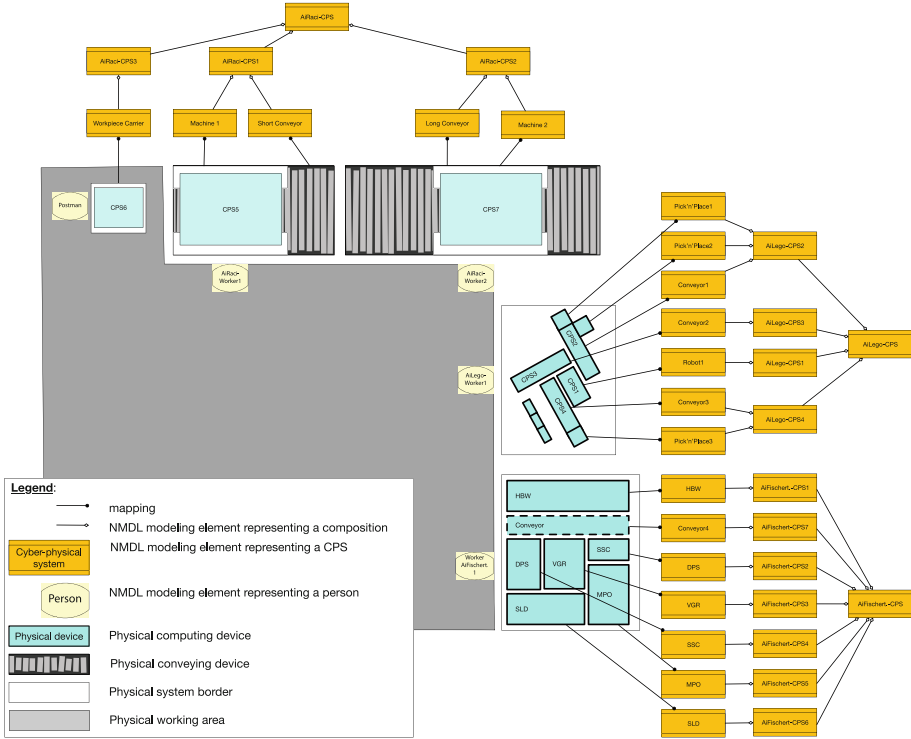 AiRaci-CPS
AiRaci-CPS3
AiRaci-CPS1
AiRaci-CPS2
Workpiece Carrier
Machine 1
Short Conveyor
Long Conveyor
Machine 2
Postman
CPS6
CPS5
CPS7
AiRaci-
Worker1
AiRaci-
Worker2
AiLego-
Worker1
Worker
AiFischert.
1
Pick'n'Place1
Pick'n'Place2
Conveyor1
Conveyor2
Robot1
Conveyor3
Pick'n'Place3
AiLego-CPS2
AiLego-CPS3
AiLego-CPS1
AiLego-CPS4
AiLego-CPS
CPS2
CPS3
CPS1
CPS4
HBW
Conveyor
DPS
VGR
SSC
MPO
SLD
HBW
Conveyor4
DPS
VGR
SSC
MPO
SLD
AiFischert.-CPS1
AiFischert-CPS7
AiFischert-CPS2
AiFischert-CPS3
AiFischert-CPS4
AiFischert-CPS5
AiFischert-CPS6
AiFischert.-CPS
Legend:
mapping
NMDL modeling element representing a composition
Cyber-physical
system
NMDL modeling element representing a CPS
Person
NMDL modeling element representing a person
Physical device
Physical computing device
Physical conveying device
Physical system border
Physical working area